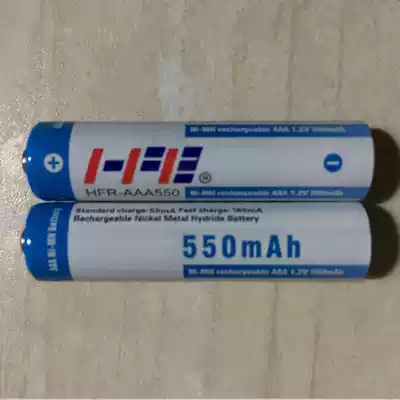 Ni-MH rechargeable AAA 1.2V 550mAh
+
HFE®
HFR-AAA550
-
Ni-MH rechargeable AAA 1.2V 550mAh
AAA Ni-MH Battery
Standard charge: 55mA Fast charge: 165mA
Rechargeable Nickel Metal Hydride Battery
550mAh
Ni-MH rechargeable AAA 1.2V 550mAh